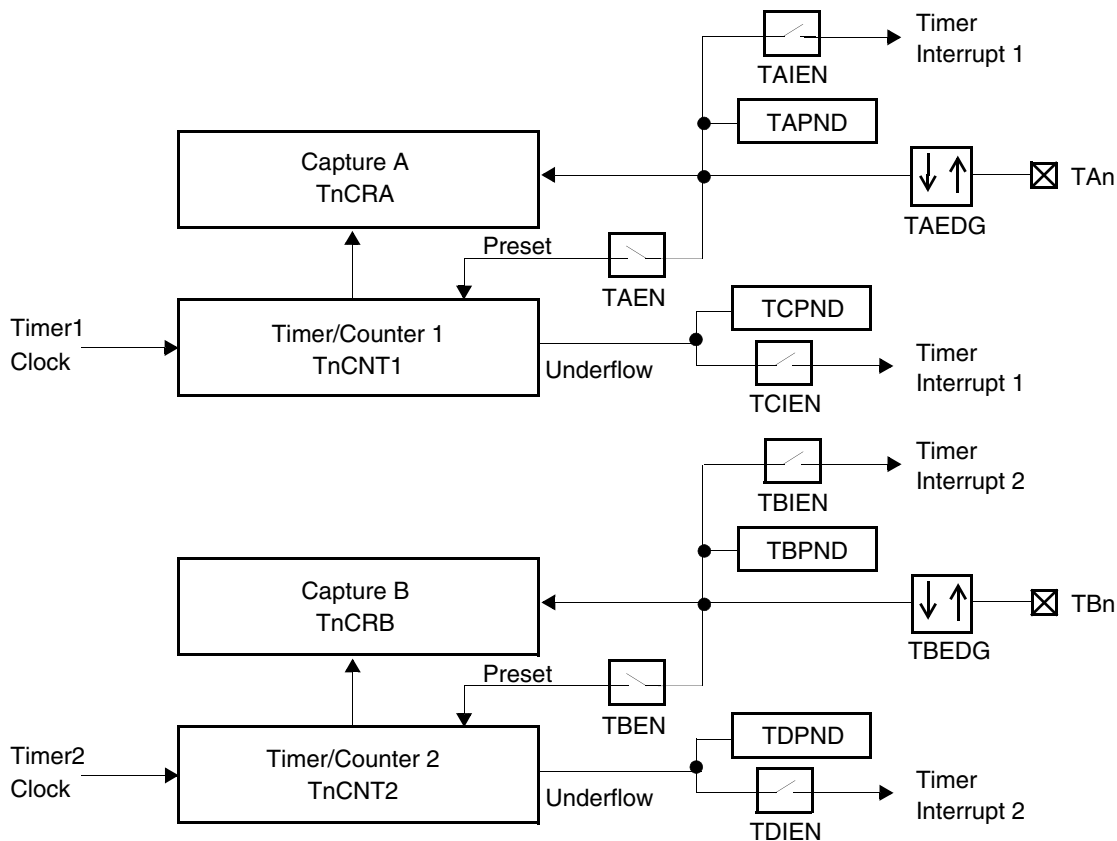 Timer
Interrupt 1
TAIEN
TAPND
Capture A
TnCRA
TAn
TAEDG
Preset
TAEN
Timer1
Clock
Timer/Counter 1
TnCNT1
Underflow
TCPND
Timer
Interrupt 1
TCIEN
Timer
Interrupt 2
TBIEN
TBPND
Capture B
TnCRB
TBn
TBEDG
Preset
TBEN
Timer2
Clock
Timer/Counter 2
TnCNT2
Underflow
TDPND
Timer
Interrupt 2
TDIEN